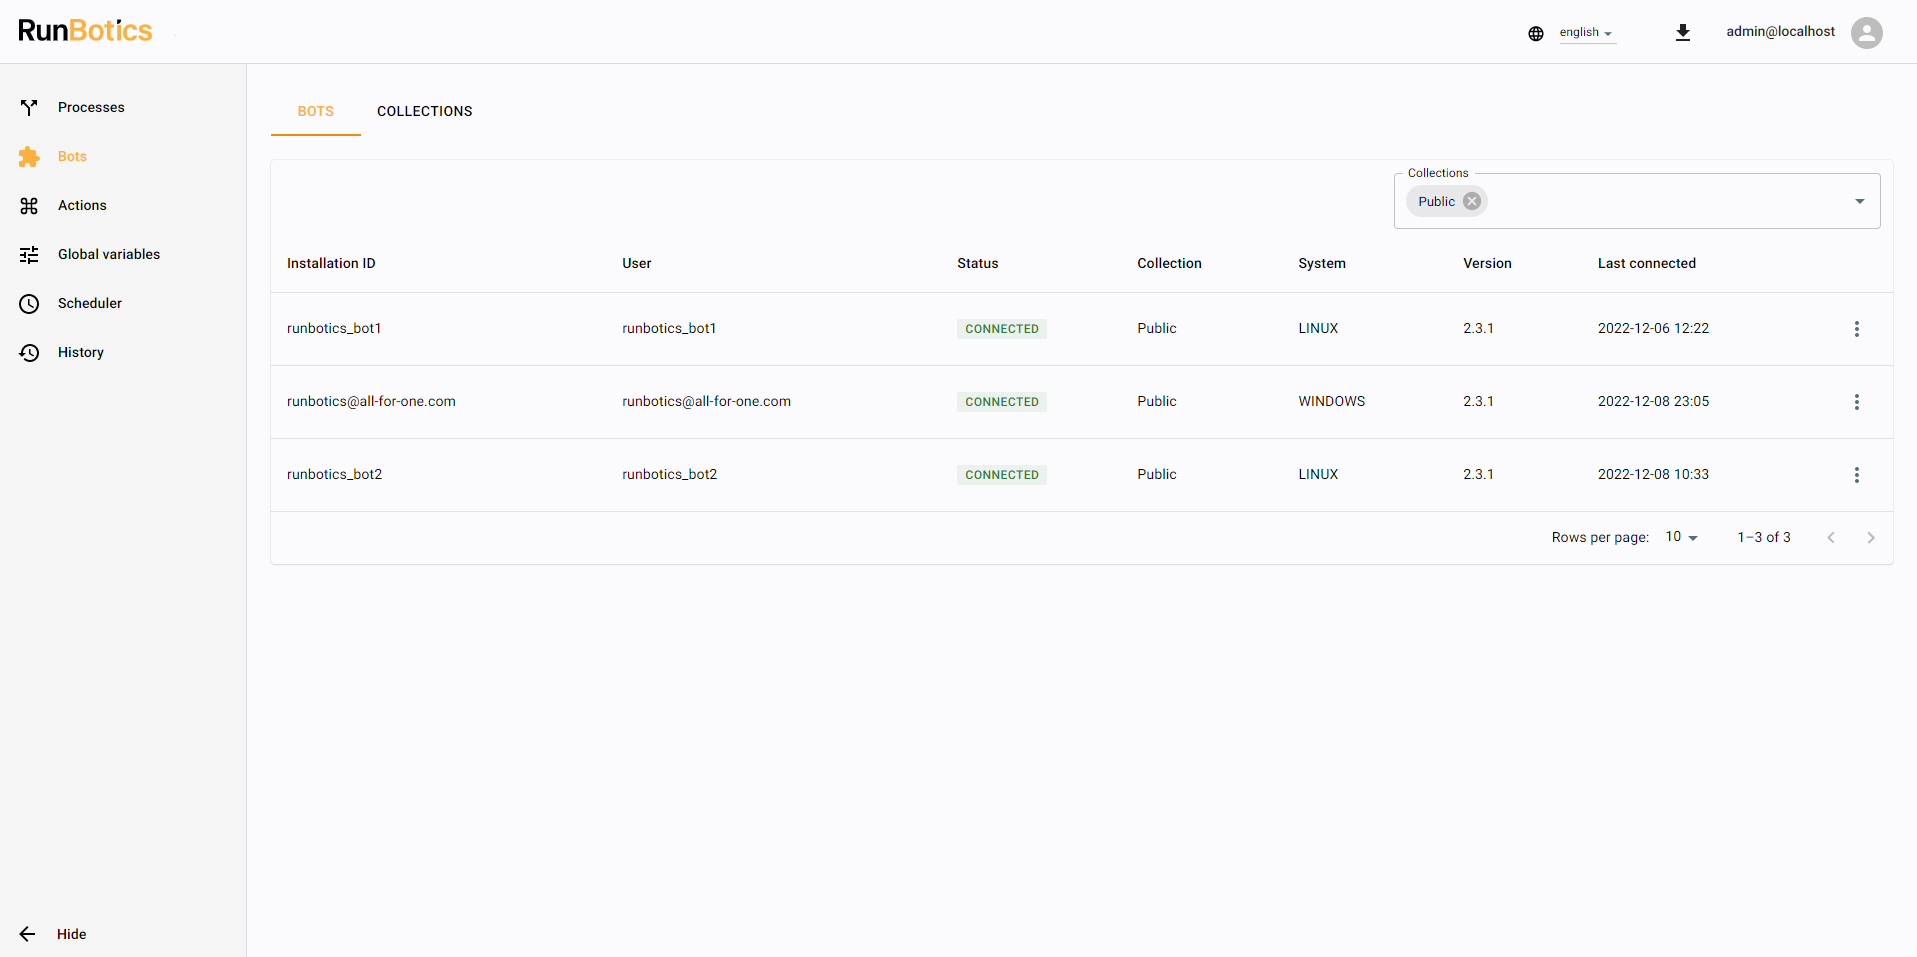 RunBotics
english
admin@localhost
Processes
Bots
Actions
Global variables
Scheduler
History
Hide
BOTS COLLECTIONS
Collections
Public
Installation ID User Status Collection System Version Last connected
runbotics_bot1 runbotics_bot1 CONNECTED Public LINUX 2.3.1 2022-12-06 12:22
runbotics@all-for-one.com runbotics@all-for-one.com CONNECTED Public WINDOWS 2.3.1 2022-12-08 23:05
runbotics_bot2 runbotics_bot2 CONNECTED Public LINUX 2.3.1 2022-12-08 10:33
Rows per page: 10 1–3 of 3